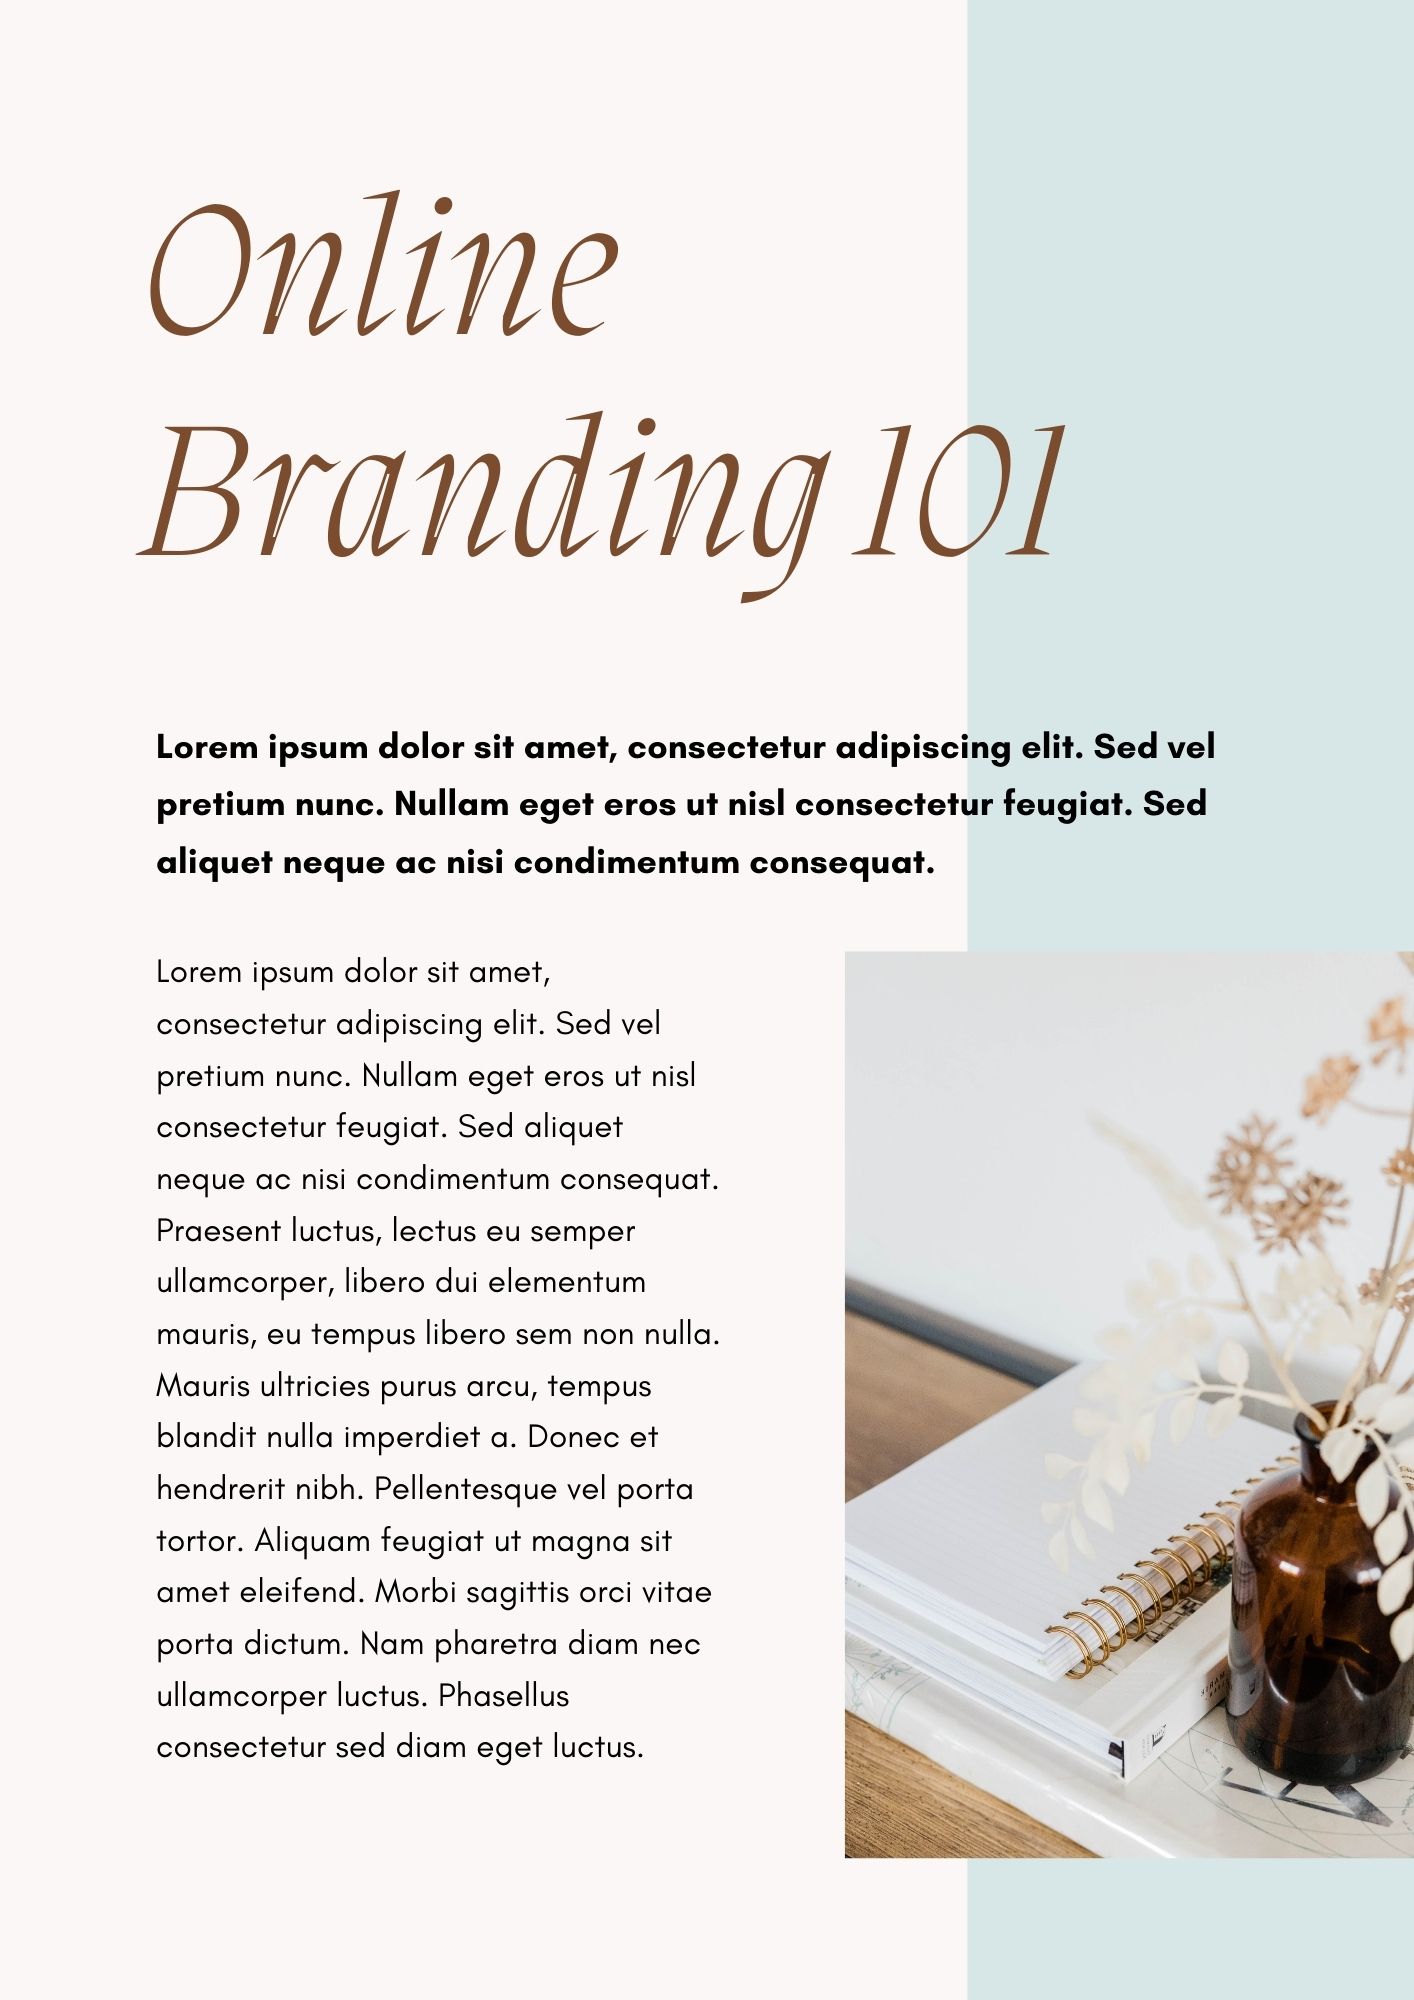 Online
Branding 101
Lorem ipsum dolor sit amet, consectetur adipiscing elit. Sed vel
pretium nunc. Nullam eget eros ut nisl consectetur feugiat. Sed
aliquet neque ac nisi condimentum consequat.
Lorem ipsum dolor sit amet,
consectetur adipiscing elit. Sed vel
pretium nunc. Nullam eget eros ut nisl
consectetur feugiat. Sed aliquet
neque ac nisi condimentum consequat.
Praesent luctus, lectus eu semper
ullamcorper, libero dui elementum
mauris, eu tempus libero sem non nulla.
Mauris ultricies purus arcu, tempus
blandit nulla imperdiet a. Donec et
hendrerit nibh. Pellentesque vel porta
tortor. Aliquam feugiat ut magna sit
amet eleifend. Morbi sagittis orci vitae
porta dictum. Nam pharetra diam nec
ullamcorper luctus. Phasellus
consectetur sed diam eget luctus.